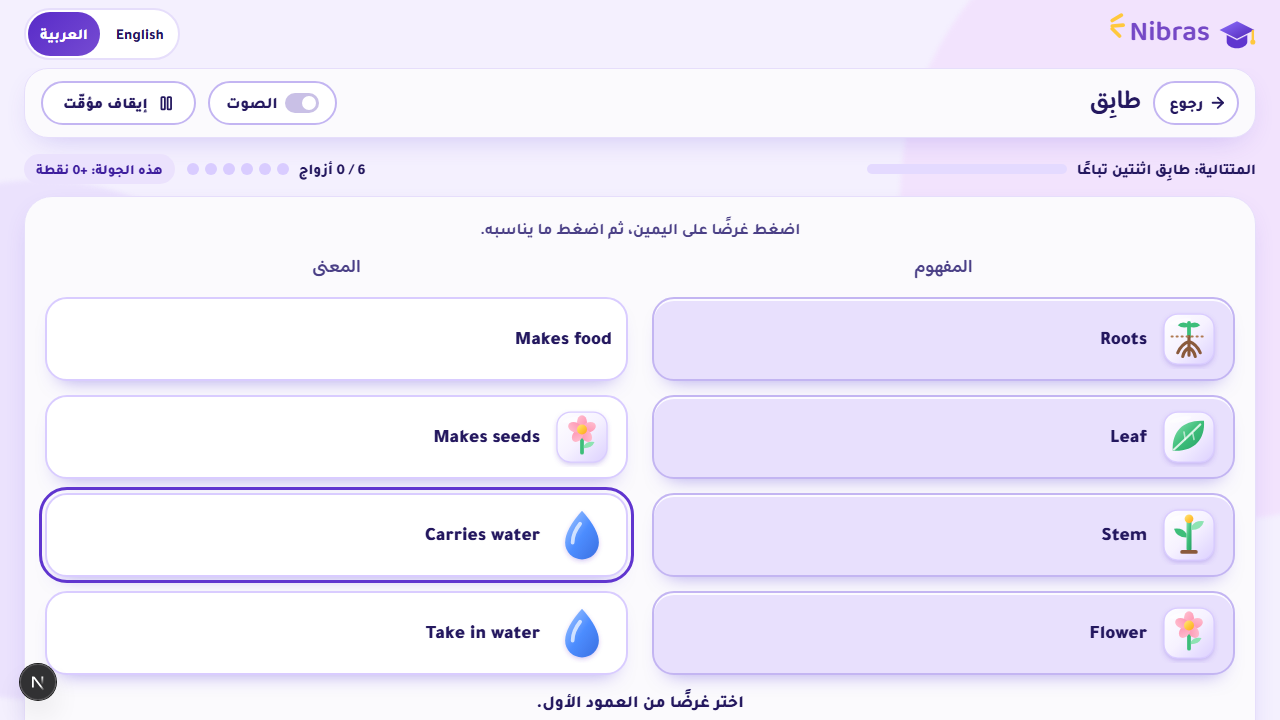 Nibras
English
العربية
رجوع
طابِق
الصوت
إيقاف مؤقّت
المتتالية: طابِق اثنتين تباعًا
6 / 0 أزواج
هذه الجولة: +0 نقطة
اضغط غرضًا على اليمين، ثم اضغط ما يناسبه.
المفهوم
المعنى
Roots
Makes food
Leaf
Makes seeds
Stem
Carries water
Flower
Take in water
اختر غرضًا من العمود الأول.
N